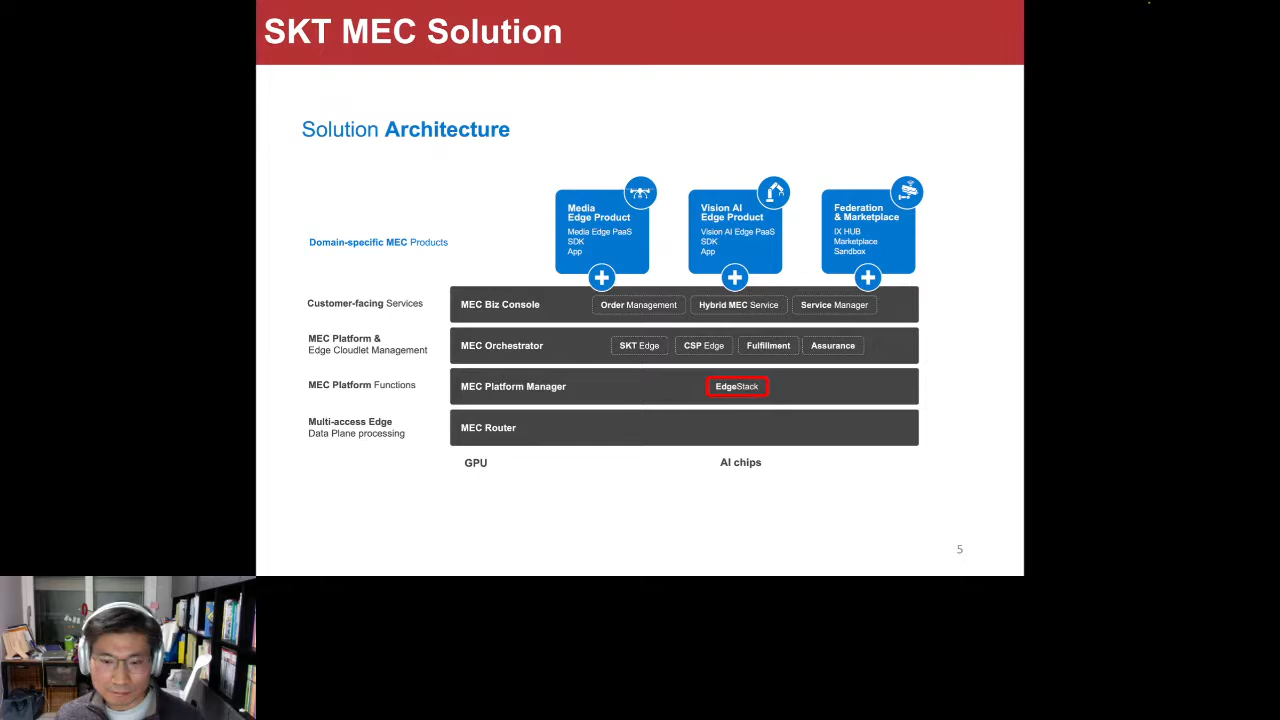 SKT MEC Solution
Solution Architecture
Media
Edge Product
Media Edge PaaS
SDK
App
Vision AI
Edge Product
Vision AI Edge PaaS
SDK
App
Federation
& Marketplace
IX HUB
Marketplace
Sandbox
Domain-specific MEC Products
Customer-facing Services
MEC Biz Console
Order Management
Hybrid MEC Service
Service Manager
MEC Platform &
Edge Cloudlet Management
MEC Orchestrator
SKT Edge
CSP Edge
Fulfillment
Assurance
MEC Platform Functions
MEC Platform Manager
EdgeStack
Multi-access Edge
Data Plane processing
MEC Router
GPU
AI chips
5